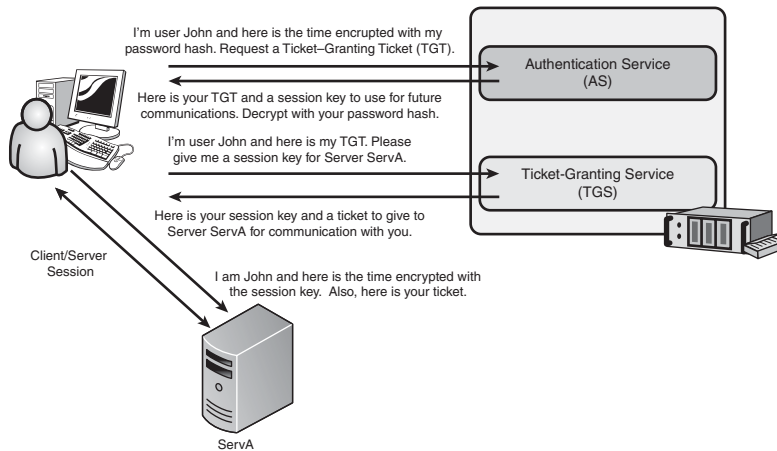 I'm user John and here is the time encrypted with my
password hash. Request a Ticket–Granting Ticket (TGT).
Authentication Service
(AS)
Here is your TGT and a session key to use for future
communications. Decrypt with your password hash.
I'm user John and here is my TGT. Please
give me a session key for Server ServA.
Ticket-Granting Service
(TGS)
Here is your session key and a ticket to give to
Server ServA for communication with you.
Client/Server
Session
I am John and here is the time encrypted with
the session key. Also, here is your ticket.
ServA